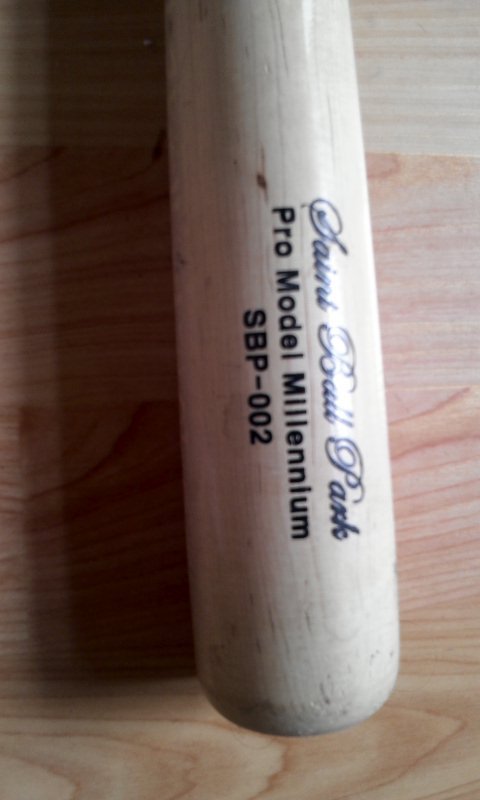 Saint Ball Park
Pro Model Millennium
SBP-002